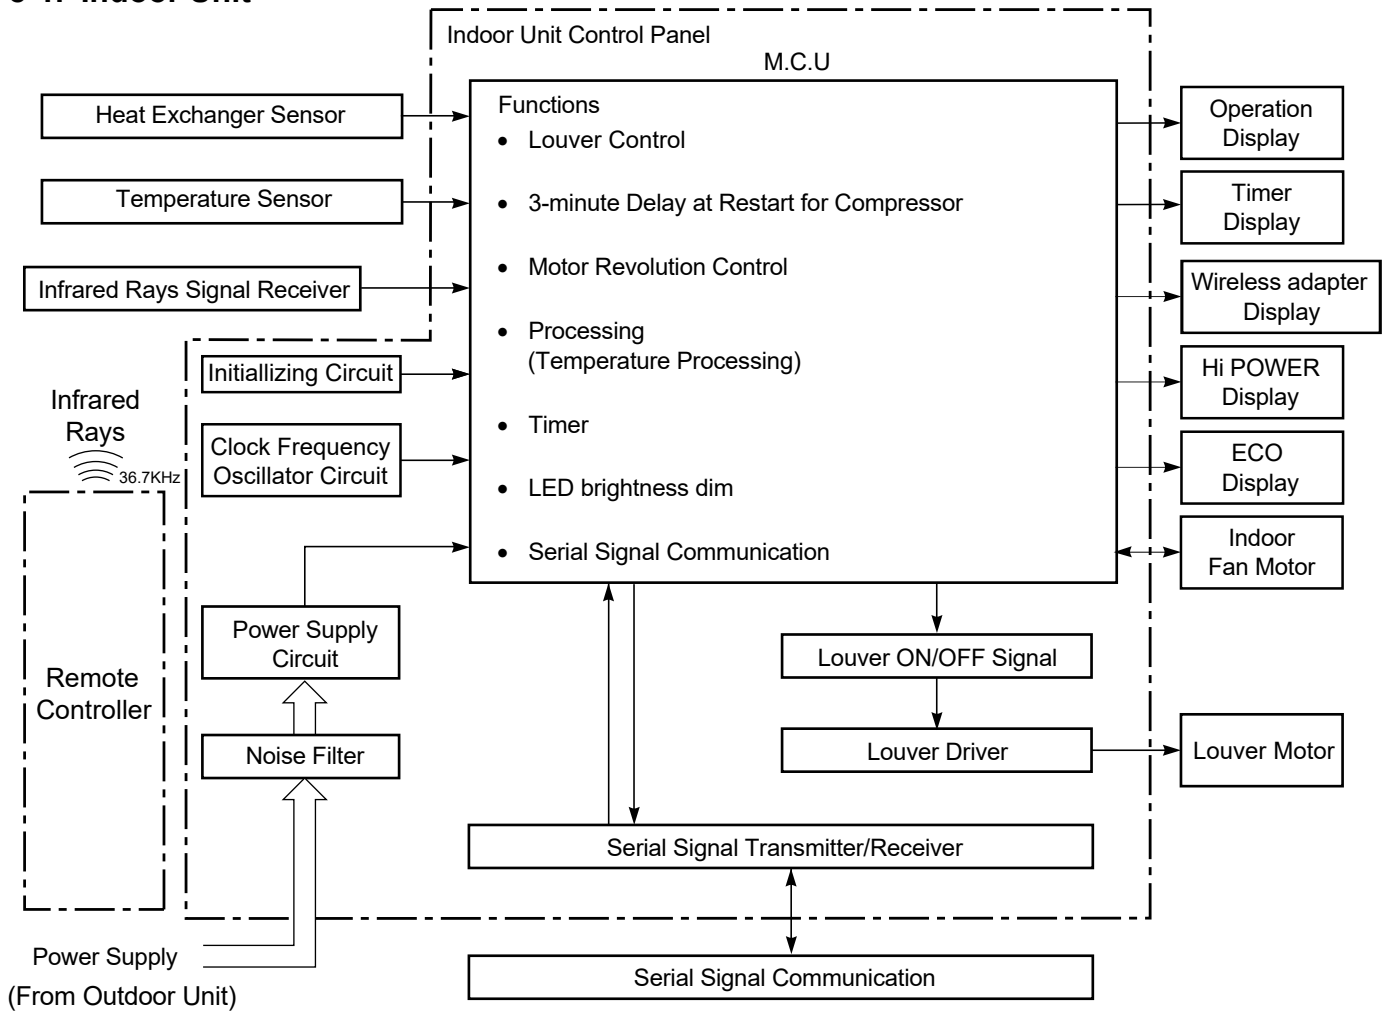 Indoor Unit
Indoor Unit Control Panel
M.C.U
Heat Exchanger Sensor
Temperature Sensor
Infrared Rays Signal Receiver
Initiallizing Circuit
Clock Frequency
Oscillator Circuit
Infrared
Rays
36.7KHz
Remote
Controller
Power Supply
Circuit
Noise Filter
Power Supply
(From Outdoor Unit)
Functions
• Louver Control
• 3-minute Delay at Restart for Compressor
• Motor Revolution Control
• Processing
(Temperature Processing)
• Timer
• LED brightness dim
• Serial Signal Communication
Operation
Display
Timer
Display
Wireless adapter
Display
Hi POWER
Display
ECO
Display
Indoor
Fan Motor
Louver ON/OFF Signal
Louver Driver
Louver Motor
Serial Signal Transmitter/Receiver
Serial Signal Communication